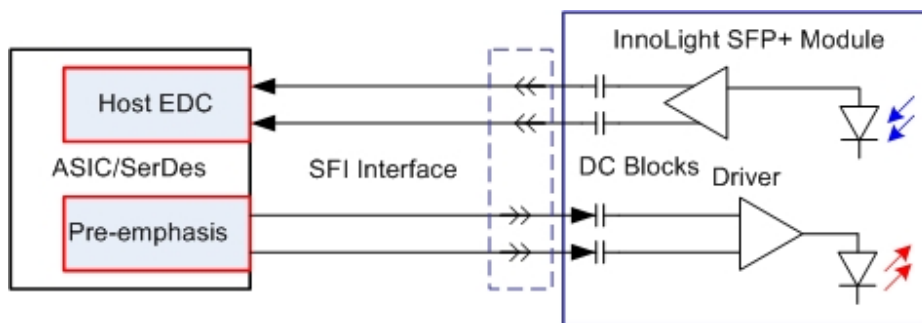 InnoLight SFP+ Module
Host EDC
ASIC/SerDes
SFI Interface
DC Blocks
Driver
Pre-emphasis